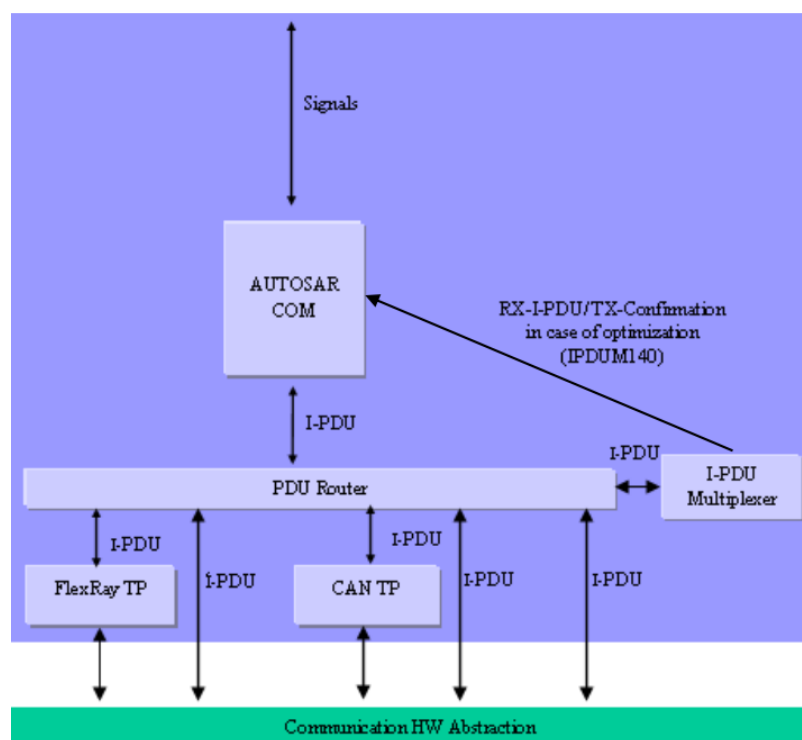 Signals
AUTOSAR
COM
RX-I-PDU/TX-Confirmation
in case of optimization
(IPDUM140)
I-PDU
I-PDU
PDU Router
I-PDU
Multiplexer
I-PDU
I-PDU
I-PDU
I-PDU
I-PDU
FlexRay TP
CAN TP
Communication HW Abstraction